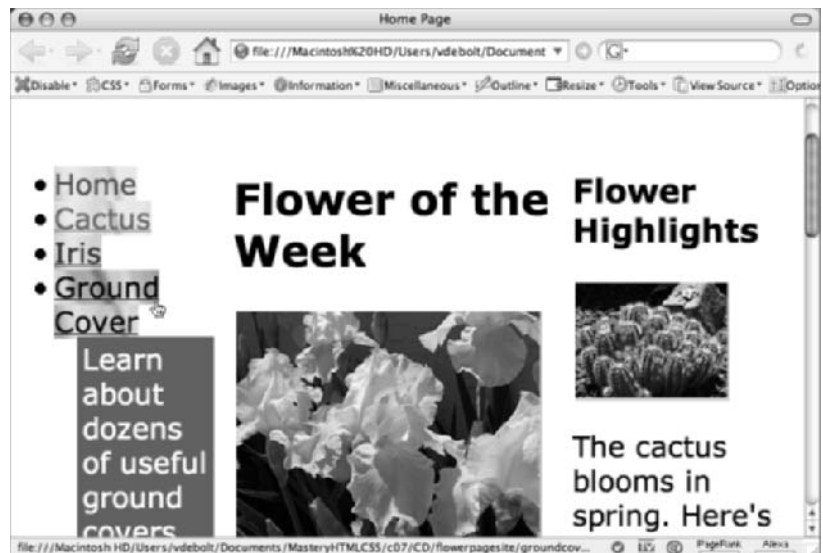 Home Page
file:///Macintosh%20HD/Users/vdebolt/Document
G
Disable CSS Forms Images Information Miscellaneous Outline Resize Tools View Source Option
Home
Cactus
Iris
Ground
Cover
Learn
about
dozens
of useful
ground
covers
Flower of the
Week
Flower
Highlights
The cactus
blooms in
spring. Here's
file:///Macintosh HD/Users/vdebolt/Documents/MasteryHTMLCSS/c07/CD/flowerpagesite/groundcov... PageRank Alexa